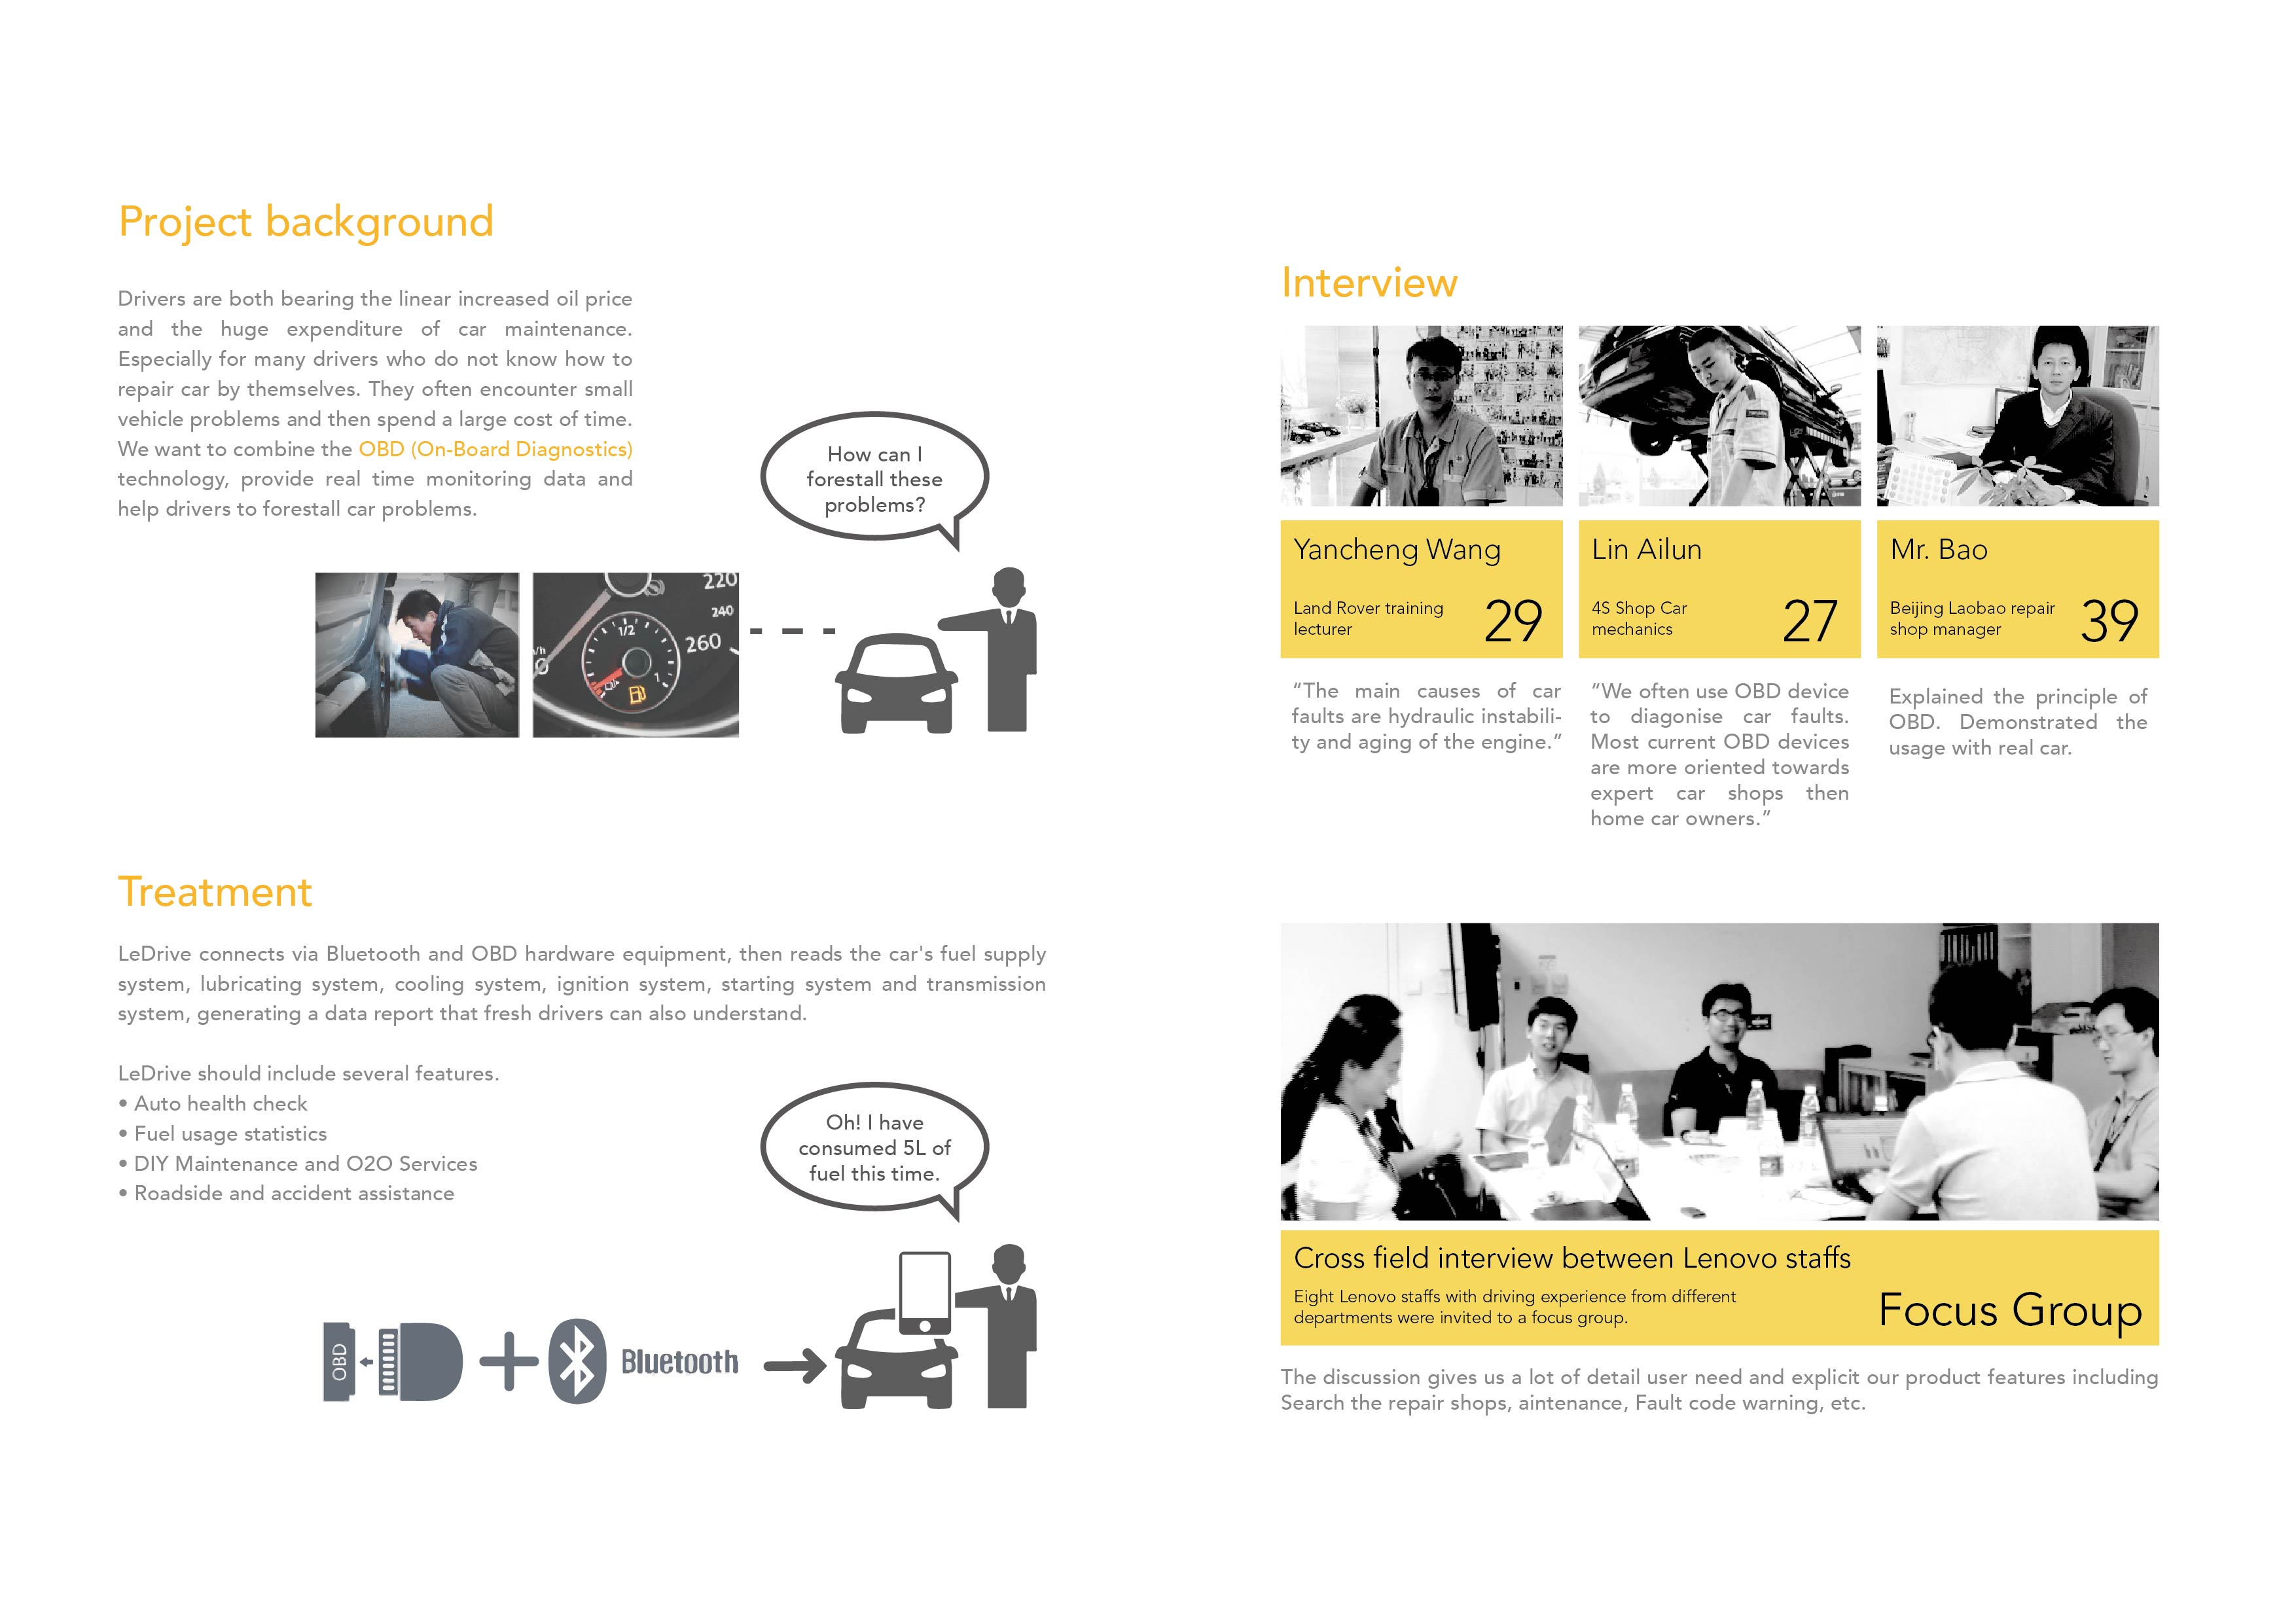 Project background
Drivers are both bearing the linear increased oil price
and the huge expenditure of car maintenance.
Especially for many drivers who do not know how to
repair car by themselves. They often encounter small
vehicle problems and then spend a large cost of time.
We want to combine the OBD (On-Board Diagnostics)
technology, provide real time monitoring data and
help drivers to forestall car problems.
How can I
forestall these
problems?
220
240
260
1/2
1
0
Treatment
LeDrive connects via Bluetooth and OBD hardware equipment, then reads the car's fuel supply
system, lubricating system, cooling system, ignition system, starting system and transmission
system, generating a data report that fresh drivers can also understand.
LeDrive should include several features.
• Auto health check
• Fuel usage statistics
• DIY Maintenance and O2O Services
• Roadside and accident assistance
Oh! I have
consumed 5L of
fuel this time.
OBD
Bluetooth
Interview
Yancheng Wang
Land Rover training
lecturer
29
“The main causes of car
faults are hydraulic instabili-
ty and aging of the engine.”
Lin Ailun
4S Shop Car
mechanics
27
“We often use OBD device
to diagonise car faults.
Most current OBD devices
are more oriented towards
expert car shops then
home car owners.”
Mr. Bao
Beijing Laobao repair
shop manager
39
Explained the principle of
OBD. Demonstrated the
usage with real car.
Cross field interview between Lenovo staffs
Eight Lenovo staffs with driving experience from different
departments were invited to a focus group.
Focus Group
The discussion gives us a lot of detail user need and explicit our product features including
Search the repair shops, aintenance, Fault code warning, etc.